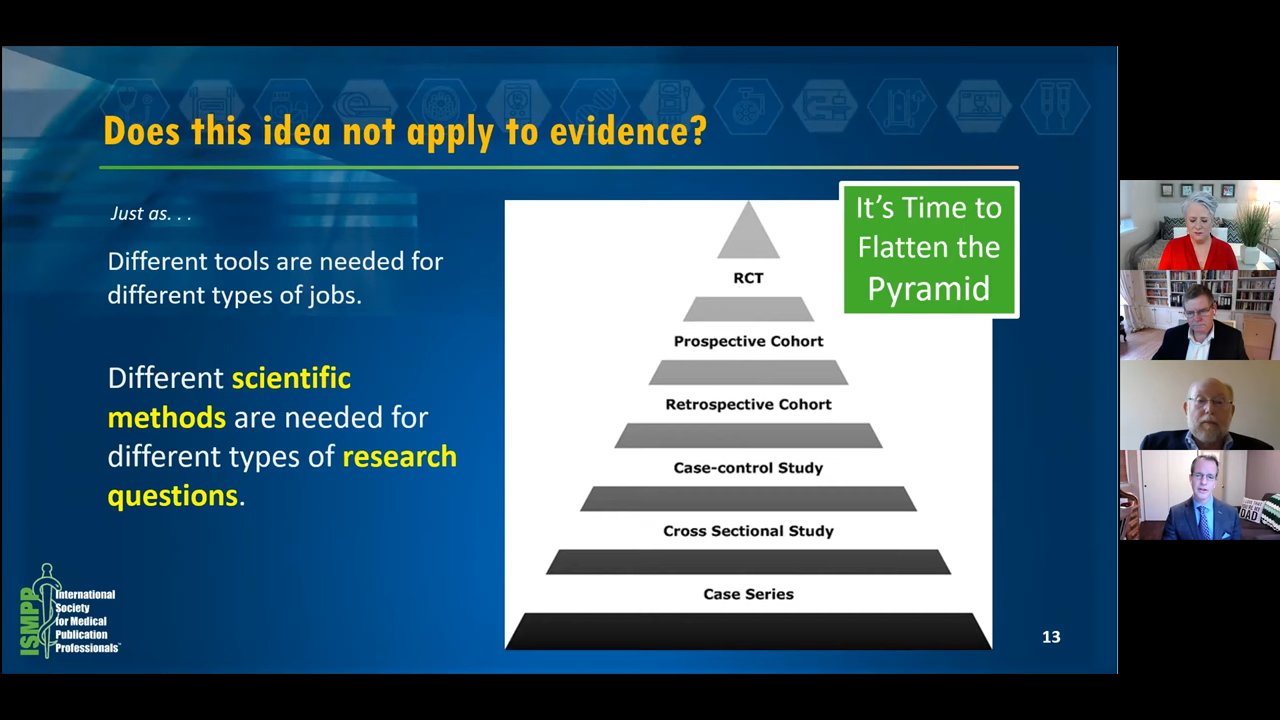 Does this idea not apply to evidence?
Just as. . .
Different tools are needed for
different types of jobs.
Different scientific
methods are needed for
different types of research
questions.
It's Time to
Flatten the
Pyramid
RCT
Prospective Cohort
Retrospective Cohort
Case-control Study
Cross Sectional Study
Case Series
ISMPP
International
Society
for Medical
Publication
Professionals™
13
DAD